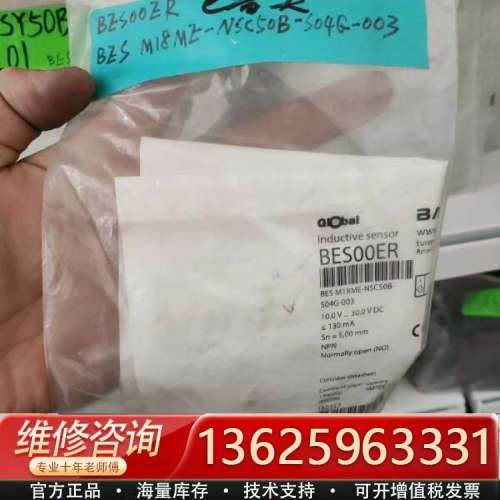 SY50B
01
BES00ER
BES M18ME-NSC50B-S04G-003
Global
Inductive sensor
BES00ER
BES M18ME-NSC50B-
S04G-003
10,0 V ... 30,0 V DC
≤ 130 mA
Sn = 5,00 mm
NPN
Normally open (NO)
BA
维修咨询
专业十年老师傅
13625963331
官方正品
海量库存
技术支持
可开增值税发票